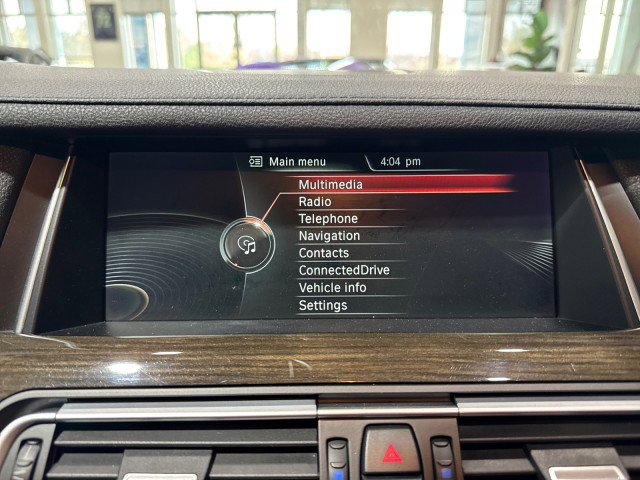 Main menu 4:04 pm
Multimedia
Radio
Telephone
Navigation
Contacts
ConnectedDrive
Vehicle info
Settings